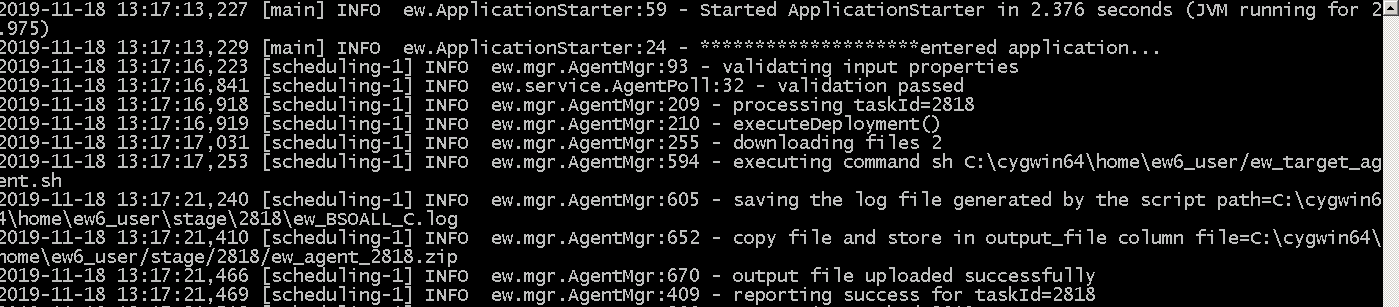 2019-11-18 13:17:13,227 [main] INFO  ew.ApplicationStarter:59 - Started ApplicationStarter in 2.376 seconds (JVM running for 2
.975)
2019-11-18 13:17:13,229 [main] INFO  ew.ApplicationStarter:24 - ********************entered application...
2019-11-18 13:17:16,223 [scheduling-1] INFO  ew.mgr.AgentMgr:93 - validating input properties
2019-11-18 13:17:16,841 [scheduling-1] INFO  ew.service.AgentPoll:32 - validation passed
2019-11-18 13:17:16,918 [scheduling-1] INFO  ew.mgr.AgentMgr:209 - processing taskId=2818
2019-11-18 13:17:16,919 [scheduling-1] INFO  ew.mgr.AgentMgr:210 - executeDeployment()
2019-11-18 13:17:17,031 [scheduling-1] INFO  ew.mgr.AgentMgr:255 - downloading files 2
2019-11-18 13:17:17,253 [scheduling-1] INFO  ew.mgr.AgentMgr:594 - executing command sh C:\cygwin64\home\ew6_user/ew_target_ag
ent.sh
2019-11-18 13:17:21,240 [scheduling-1] INFO  ew.mgr.AgentMgr:605 - saving the log file generated by the script path=C:\cygwin6
4\home\ew6_user\stage\2818\ew_BSOALL_C.log
2019-11-18 13:17:21,410 [scheduling-1] INFO  ew.mgr.AgentMgr:652 - copy file and store in output_file column file=C:\cygwin64\
home\ew6_user/stage/2818/ew_agent_2818.zip
2019-11-18 13:17:21,466 [scheduling-1] INFO  ew.mgr.AgentMgr:670 - output file uploaded successfully
2019-11-18 13:17:21,469 [scheduling-1] INFO  ew.mgr.AgentMgr:409 - reporting success for taskId=2818